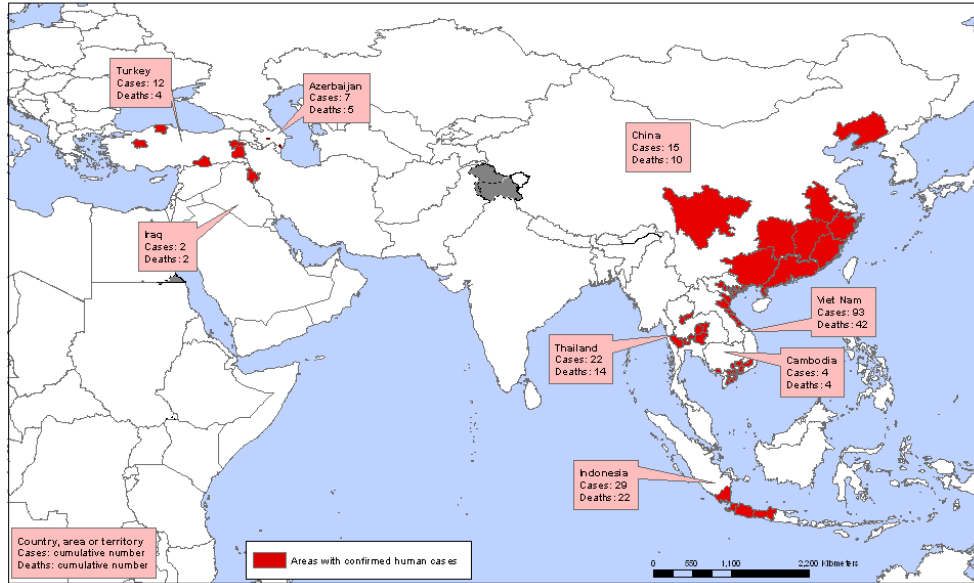 Turkey
Cases: 12
Deaths: 4
Azerbaijan
Cases: 7
Deaths: 5
China
Cases: 15
Deaths: 10
Iraq
Cases: 2
Deaths: 2
Viet Nam
Cases: 93
Deaths: 42
Thailand
Cases: 22
Deaths: 14
Cambodia
Cases: 4
Deaths: 4
Indonesia
Cases: 29
Deaths: 22
Country, area or territory
Cases: cumulative number
Deaths: cumulative number
Areas with confirmed human cases
0 550 1,100 2,200 Kilometers